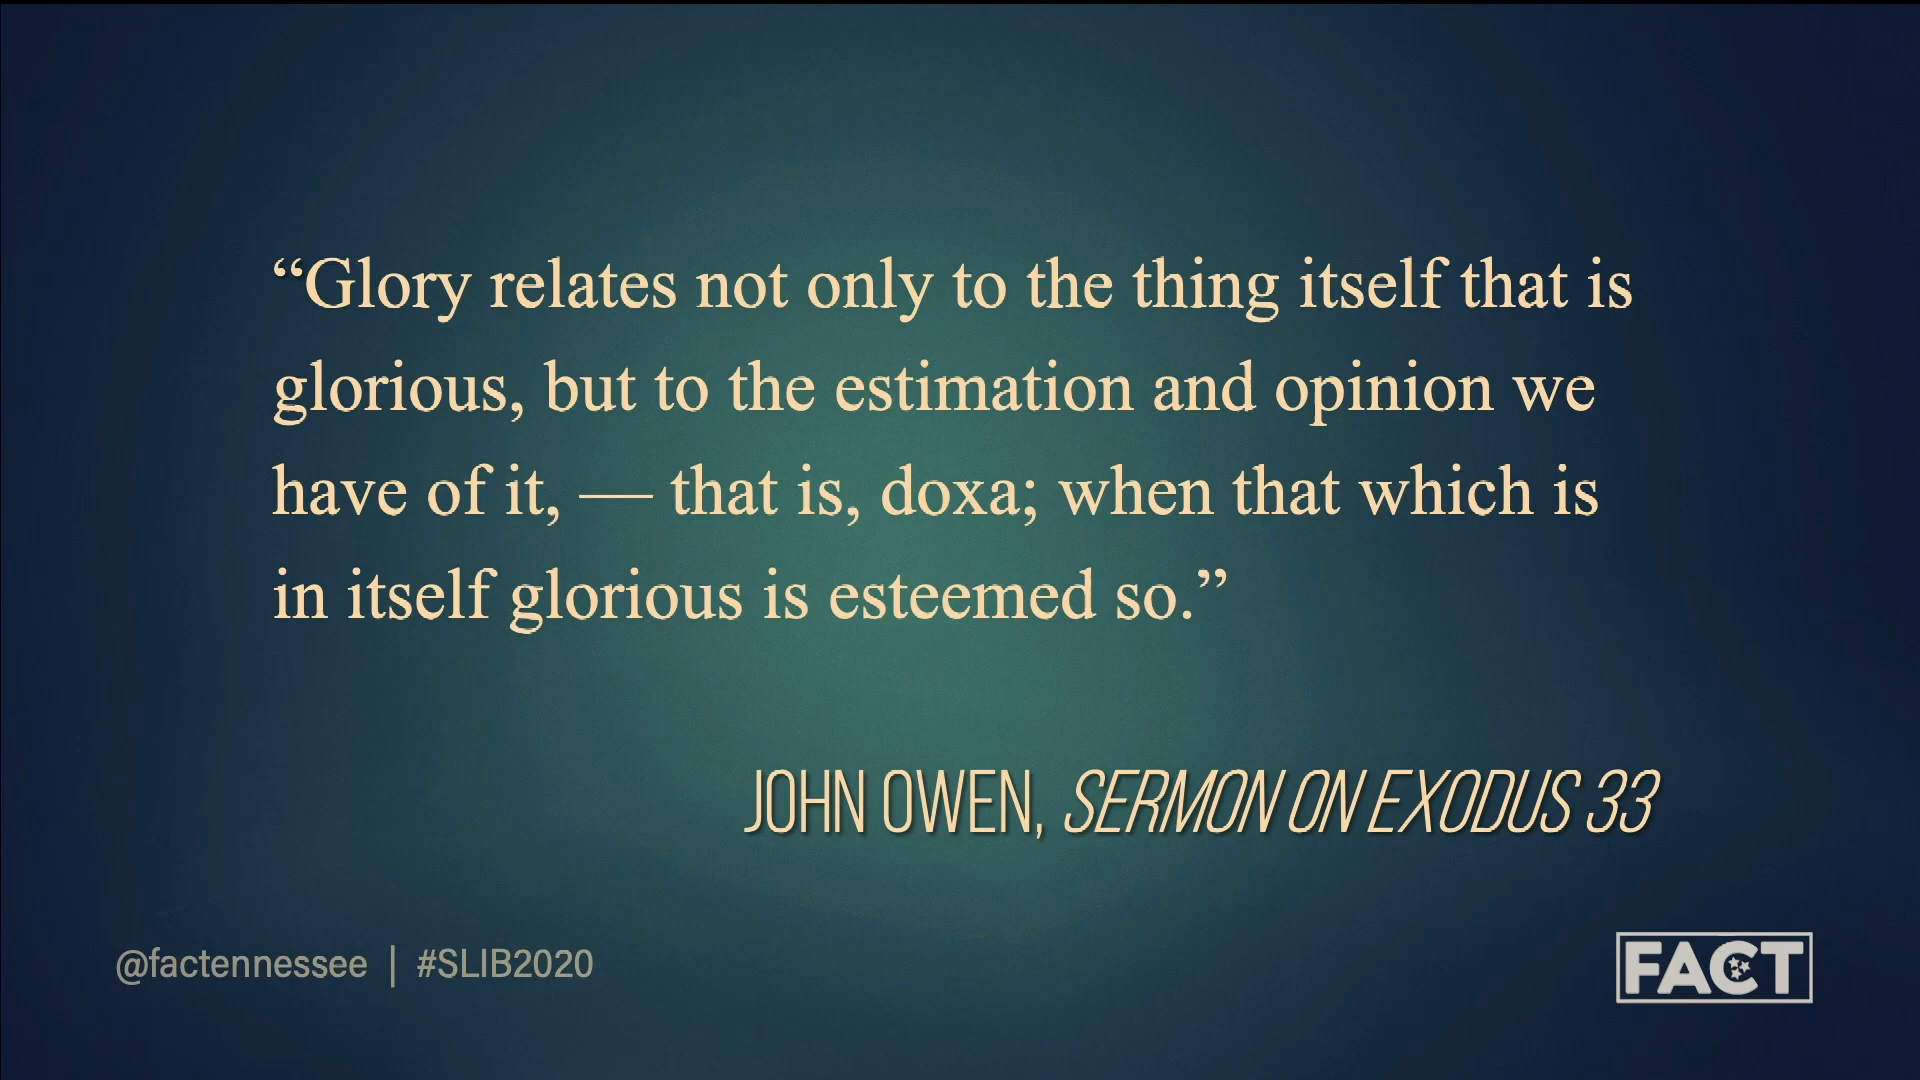 “Glory relates not only to the thing itself that is
glorious, but to the estimation and opinion we
have of it, — that is, doxa; when that which is
in itself glorious is esteemed so.”
JOHN OWEN, SERMON ON EXODUS 33
@factennessee | #SLIB2020
FACT